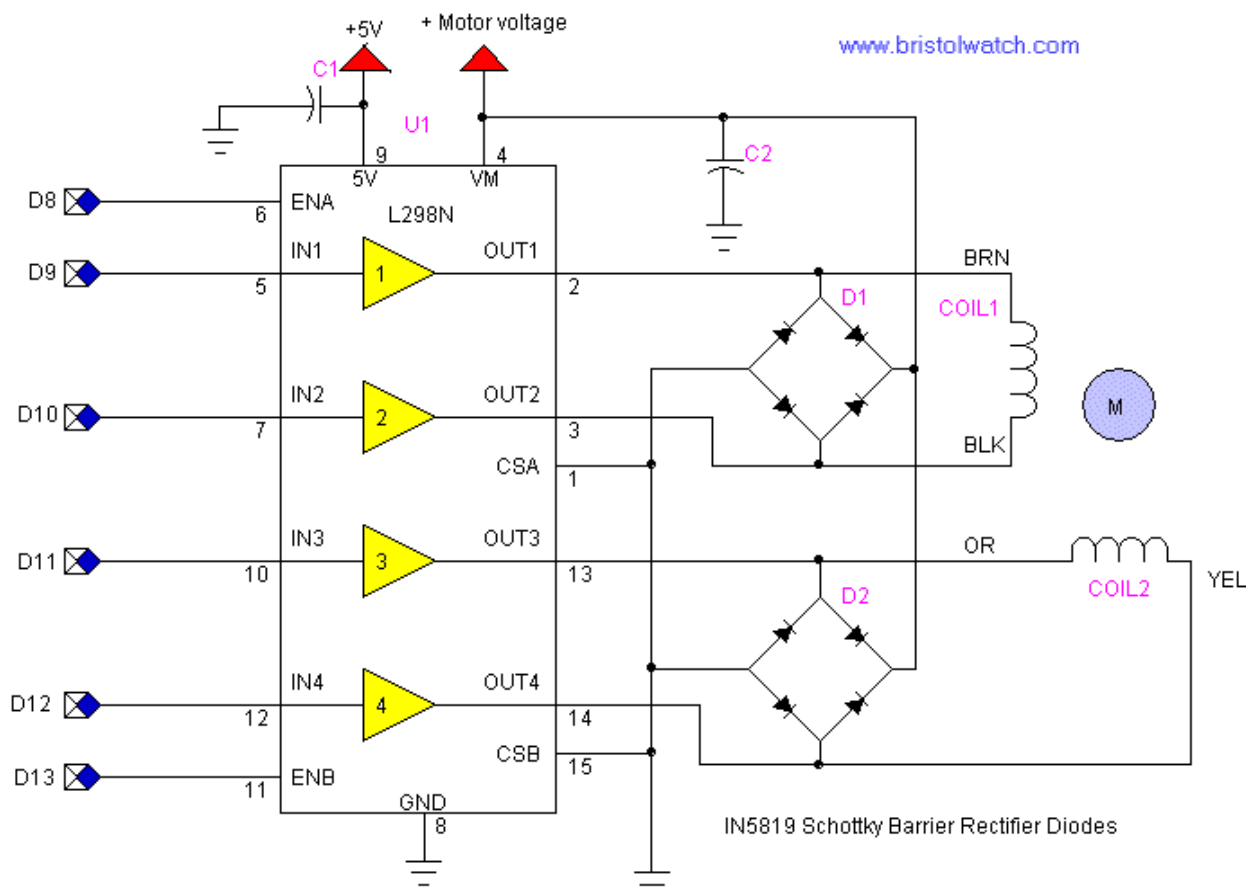 +5V
+ Motor voltage
www.bristolwatch.com
C1
U1
9
4
C2
5V
VM
D8
6
ENA
L298N
D9
5
IN1
1
OUT1
2
BRN
D1
COIL1
D10
7
IN2
2
OUT2
3
M
BLK
CSA
1
D11
10
IN3
3
OUT3
13
OR
YEL
COIL2
D2
D12
12
IN4
4
OUT4
14
CSB
15
D13
11
ENB
GND
8
IN5819 Schottky Barrier Rectifier Diodes